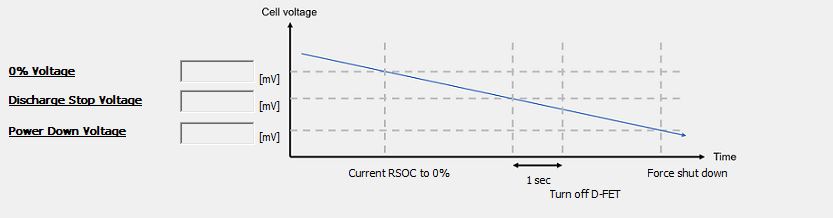 Cell voltage
0% Voltage
[mV]
Discharge Stop Voltage
[mV]
Power Down Voltage
[mV]
Time
Current RSOC to 0%
1 sec
Force shut down
Turn off D-FET